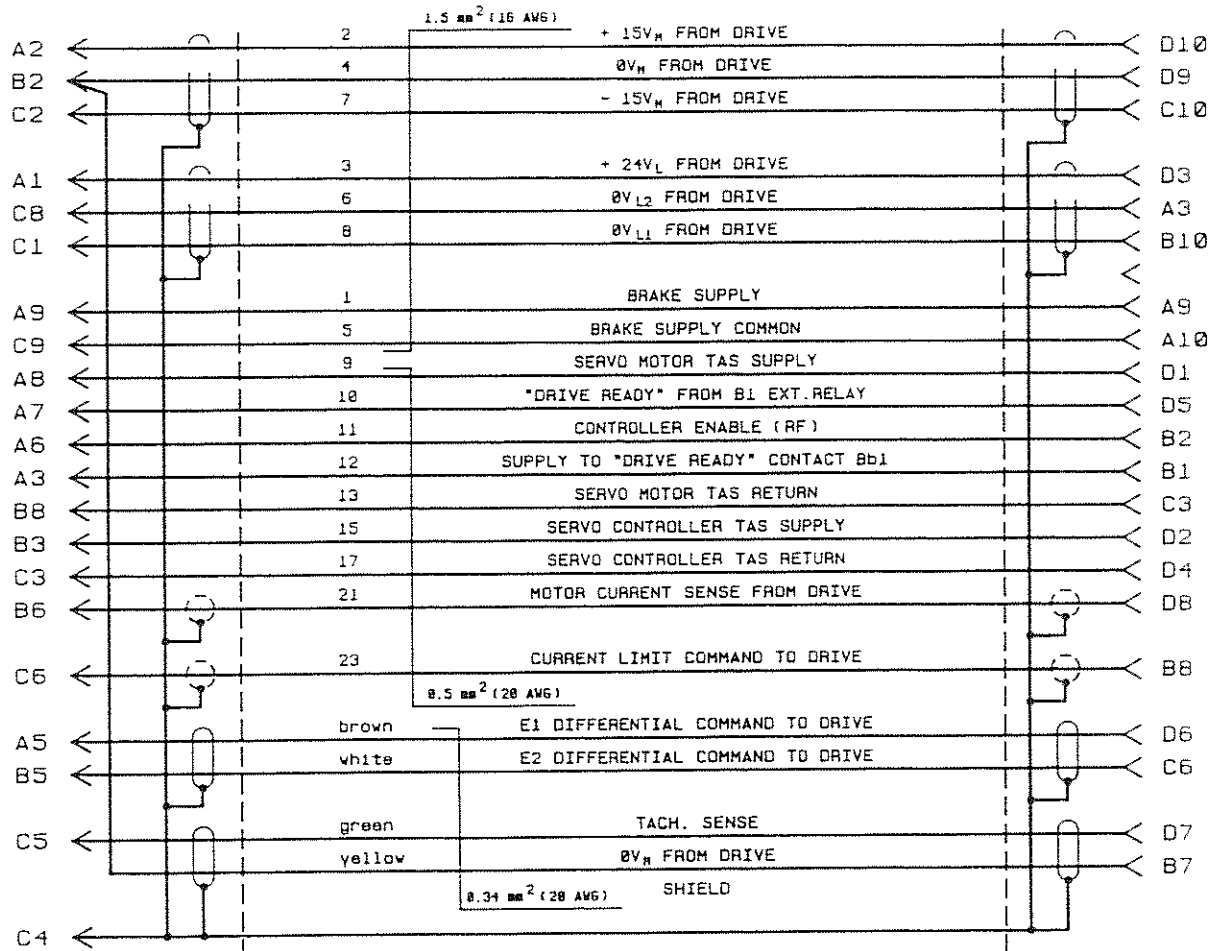 1.5 mm² (16 AWG)
A2 2 + 15V_M FROM DRIVE D10
B2 4 0V_M FROM DRIVE D9
C2 7 - 15V_M FROM DRIVE C10
A1 3 + 24V_L FROM DRIVE D3
C8 6 0V_L2 FROM DRIVE A3
C1 8 0V_L1 FROM DRIVE B10
A9 1 BRAKE SUPPLY A9
C9 5 BRAKE SUPPLY COMMON A10
A8 9 SERVO MOTOR TAS SUPPLY D1
A7 10 "DRIVE READY" FROM B1 EXT.RELAY D5
A6 11 CONTROLLER ENABLE (RF) B2
A3 12 SUPPLY TO "DRIVE READY" CONTACT Bb1 B1
B8 13 SERVO MOTOR TAS RETURN C3
B3 15 SERVO CONTROLLER TAS SUPPLY D2
C3 17 SERVO CONTROLLER TAS RETURN D4
B6 21 MOTOR CURRENT SENSE FROM DRIVE D8
C6 23 CURRENT LIMIT COMMAND TO DRIVE B8
0.5 mm² (20 AWG)
A5 brown E1 DIFFERENTIAL COMMAND TO DRIVE D6
B5 white E2 DIFFERENTIAL COMMAND TO DRIVE C6
C5 green TACH. SENSE D7
yellow 0V_M FROM DRIVE B7
0.34 mm² (20 AWG)
SHIELD
C4